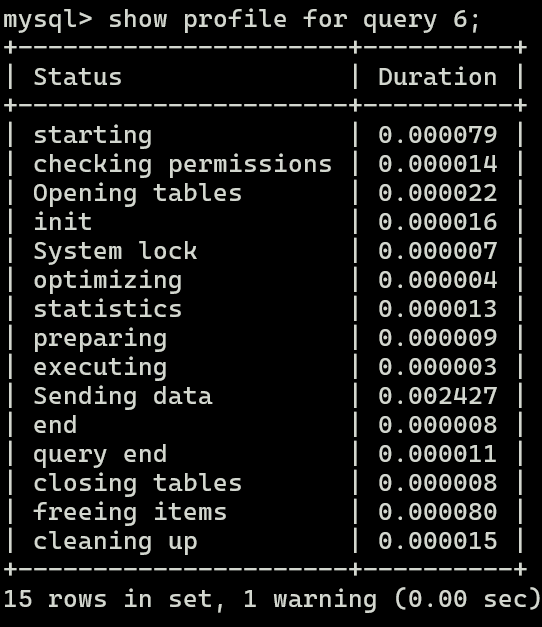 mysql> show profile for query 6;
+----------------------+----------+
| Status               | Duration |
+----------------------+----------+
| starting             | 0.000079 |
| checking permissions | 0.000014 |
| Opening tables       | 0.000022 |
| init                 | 0.000016 |
| System lock          | 0.000007 |
| optimizing           | 0.000004 |
| statistics           | 0.000013 |
| preparing            | 0.000009 |
| executing            | 0.000003 |
| Sending data         | 0.002427 |
| end                  | 0.000008 |
| query end            | 0.000011 |
| closing tables       | 0.000008 |
| freeing items        | 0.000080 |
| cleaning up          | 0.000015 |
+----------------------+----------+
15 rows in set, 1 warning (0.00 sec)